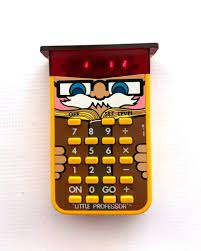 OFF SET LEVEL
7 8 9 ÷
4 5 6 ×
1 2 3 -
ON 0 GO +
"LITTLE PROFESSOR"